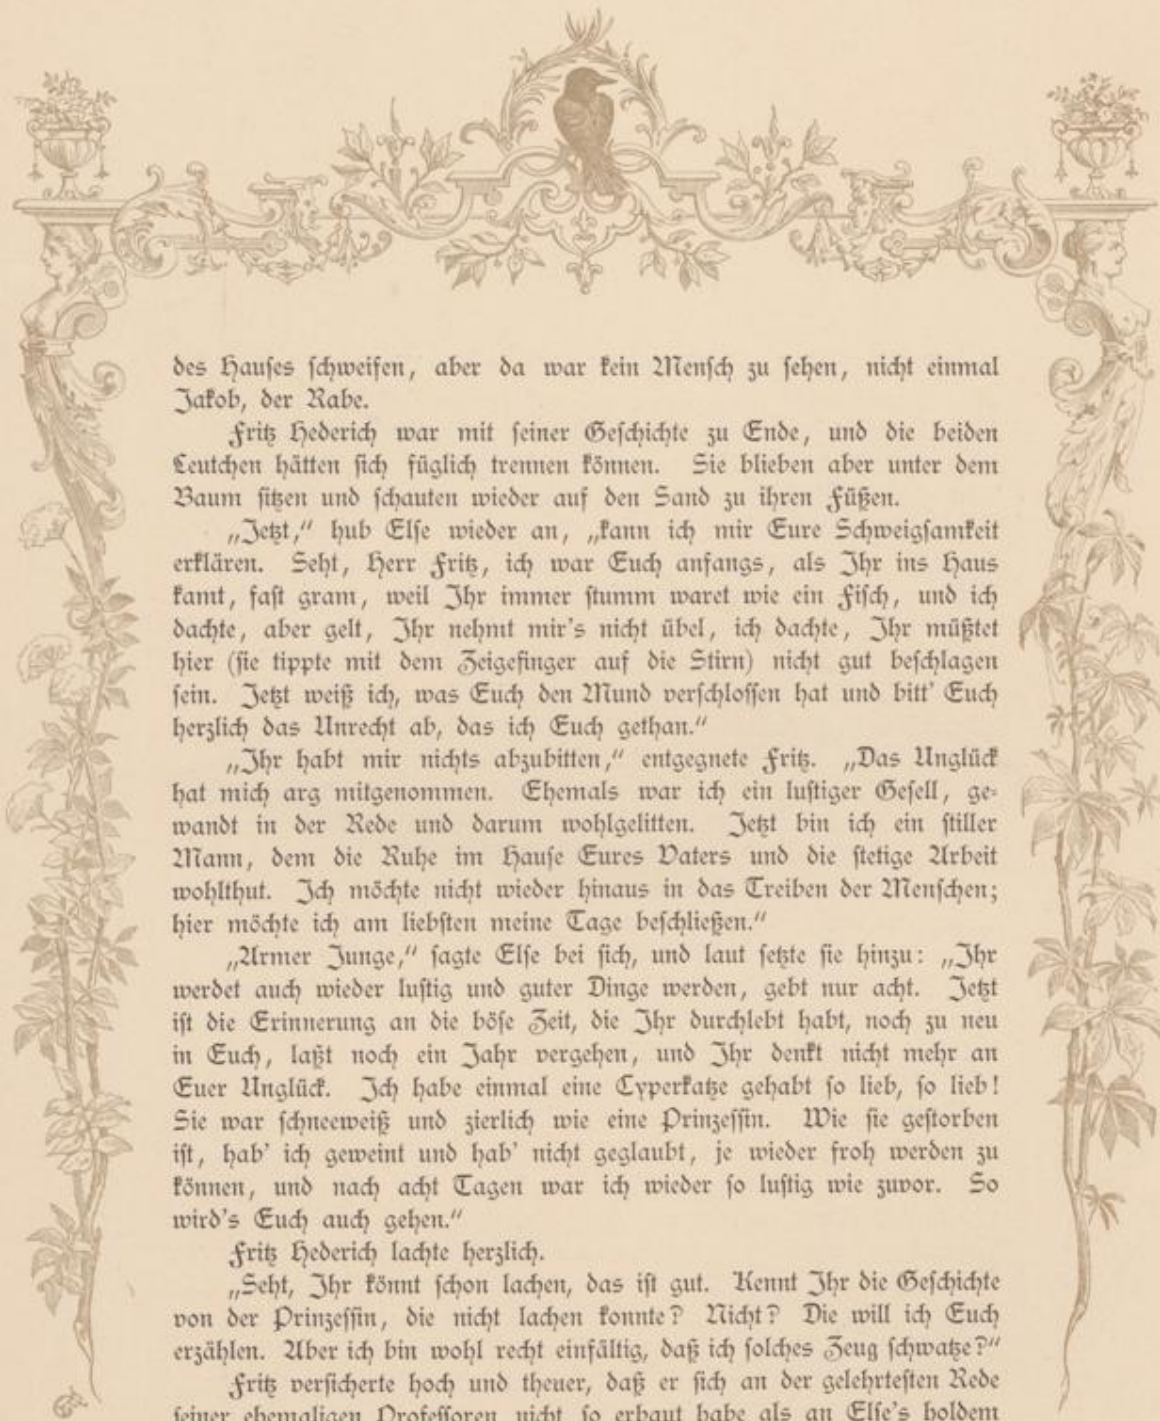 des Hauſes ſchweifen, aber da war kein Menſch zu ſehen, nicht einmal
Jakob, der Rabe.
Fritz Hederich war mit ſeiner Geſchichte zu Ende, und die beiden
Leutchen hätten ſich füglich trennen können. Sie blieben aber unter dem
Baum ſitzen und ſchauten wieder auf den Sand zu ihren Füßen.
„Jetzt,“ hub Elſe wieder an, „kann ich mir Eure Schweigſamkeit
erklären. Seht, Herr Fritz, ich war Euch anfangs, als Ihr ins Haus
kamt, faſt gram, weil Ihr immer ſtumm waret wie ein Fiſch, und ich
dachte, aber gelt, Ihr nehmt mir's nicht übel, ich dachte, Ihr müßtet
hier (ſie tippte mit dem Zeigefinger auf die Stirn) nicht gut beſchlagen
ſein. Jetzt weiß ich, was Euch den Mund verſchloſſen hat und bitt' Euch
herzlich das Unrecht ab, das ich Euch gethan.“
„Ihr habt mir nichts abzubitten,“ entgegnete Fritz. „Das Unglück
hat mich arg mitgenommen. Ehemals war ich ein luſtiger Geſell, ge-
wandt in der Rede und darum wohlgelitten. Jetzt bin ich ein ſtiller
Mann, dem die Ruhe im Hauſe Eures Vaters und die ſtetige Arbeit
wohlthut. Ich möchte nicht wieder hinaus in das Treiben der Menſchen;
hier möchte ich am liebſten meine Tage beſchließen.“
„Armer Junge,“ ſagte Elſe bei ſich, und laut ſetzte ſie hinzu: „Ihr
werdet auch wieder luſtig und guter Dinge werden, gebt nur acht. Jetzt
iſt die Erinnerung an die böſe Zeit, die Ihr durchlebt habt, noch zu neu
in Euch, laßt noch ein Jahr vergehen, und Ihr denkt nicht mehr an
Euer Unglück. Ich habe einmal eine Cyperkatze gehabt ſo lieb, ſo lieb!
Sie war ſchneeweiß und zierlich wie eine Prinzeſſin. Wie ſie geſtorben
iſt, hab' ich geweint und hab' nicht geglaubt, je wieder froh werden zu
können, und nach acht Tagen war ich wieder ſo luſtig wie zuvor. So
wird's Euch auch gehen.“
Fritz Hederich lachte herzlich.
„Seht, Ihr könnt ſchon lachen, das iſt gut. Kennt Ihr die Geſchichte
von der Prinzeſſin, die nicht lachen konnte? Nicht? Die will ich Euch
erzählen. Aber ich bin wohl recht einfältig, daß ich ſolches Zeug ſchwatze?“
Fritz verſicherte hoch und theuer, daß er ſich an der gelehrteſten Rede
ſeiner ehemaligen Profeſſoren nicht ſo erbaut habe als an Elſe's holdem